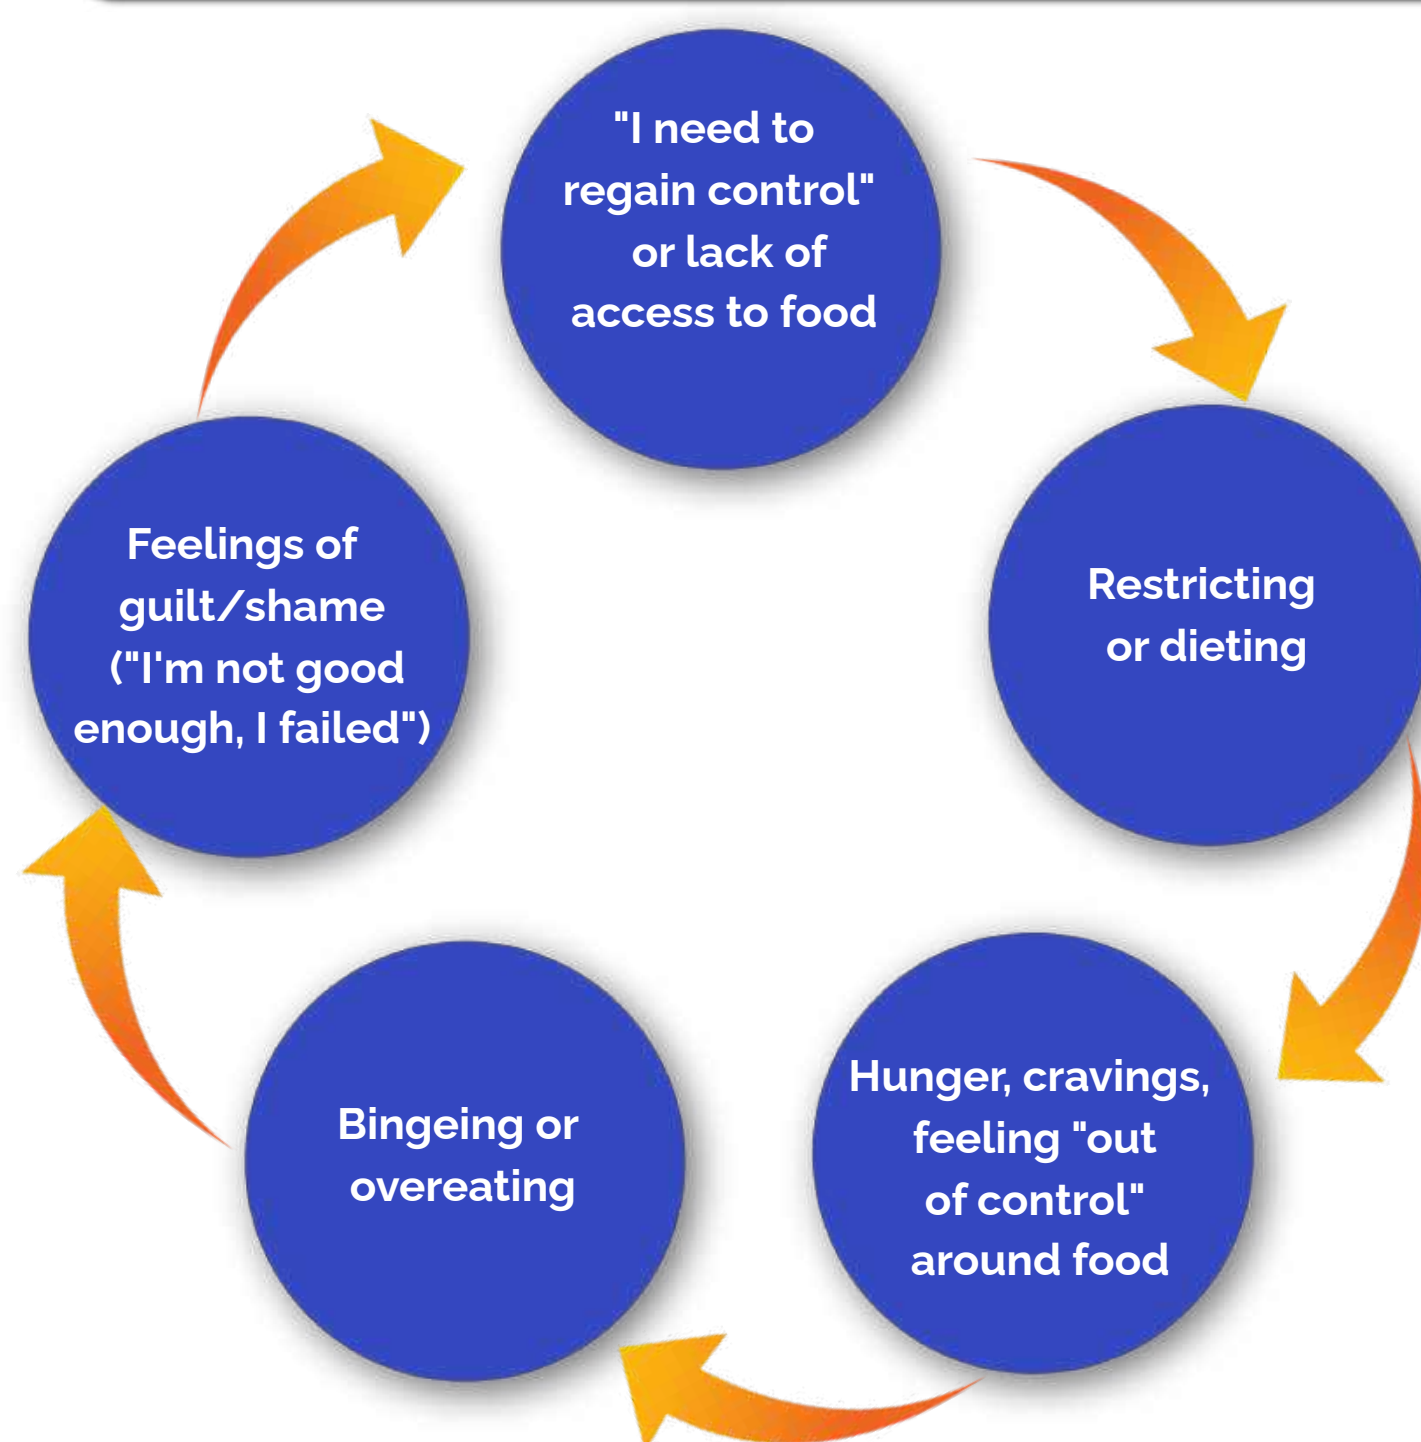 "I need to
regain control"
or lack of
access to food
Restricting
or dieting
Hunger, cravings,
feeling "out
of control"
around food
Bingeing or
overeating
Feelings of
guilt/shame
("I'm not good
enough, I failed")